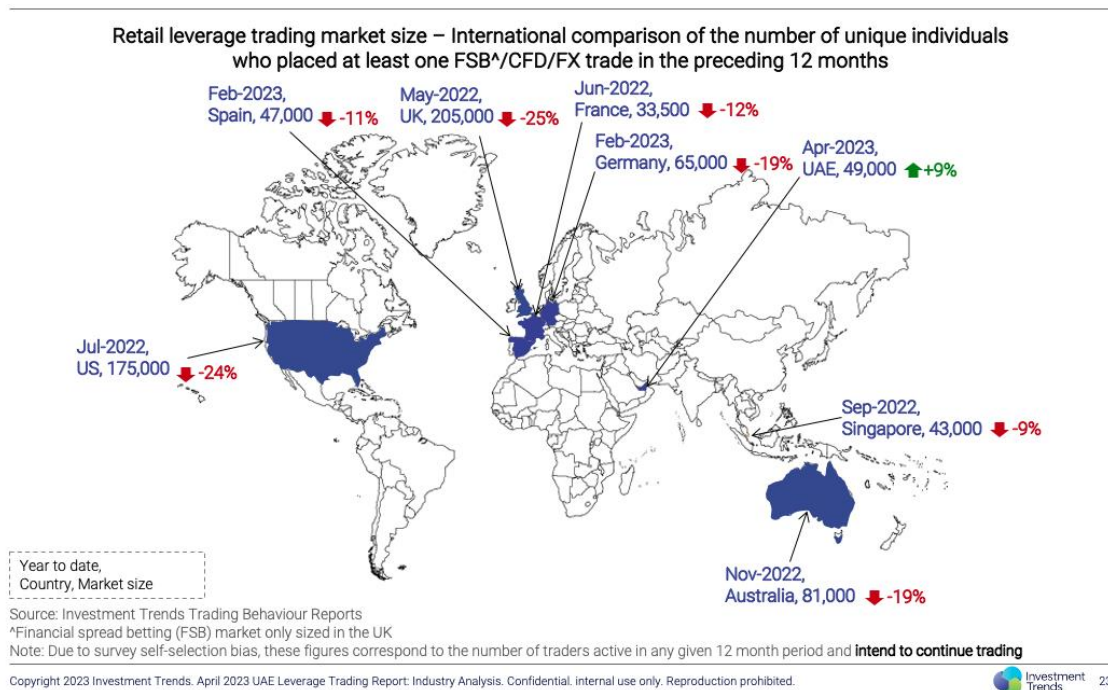 Retail leverage trading market size – International comparison of the number of unique individuals
who placed at least one FSB^/CFD/FX trade in the preceding 12 months
Feb-2023,
Spain, 47,000 -11%
May-2022,
UK, 205,000 -25%
Jun-2022,
France, 33,500 -12%
Feb-2023,
Germany, 65,000 -19%
Apr-2023,
UAE, 49,000 +9%
Jul-2022,
US, 175,000 -24%
Sep-2022,
Singapore, 43,000 -9%
Nov-2022,
Australia, 81,000 -19%
Year to date,
Country, Market size
Source: Investment Trends Trading Behaviour Reports
^Financial spread betting (FSB) market only sized in the UK
Note: Due to survey self-selection bias, these figures correspond to the number of traders active in any given 12 month period and intend to continue trading
Copyright 2023 Investment Trends. April 2023 UAE Leverage Trading Report: Industry Analysis. Confidential. internal use only. Reproduction prohibited.
Investment
Trends